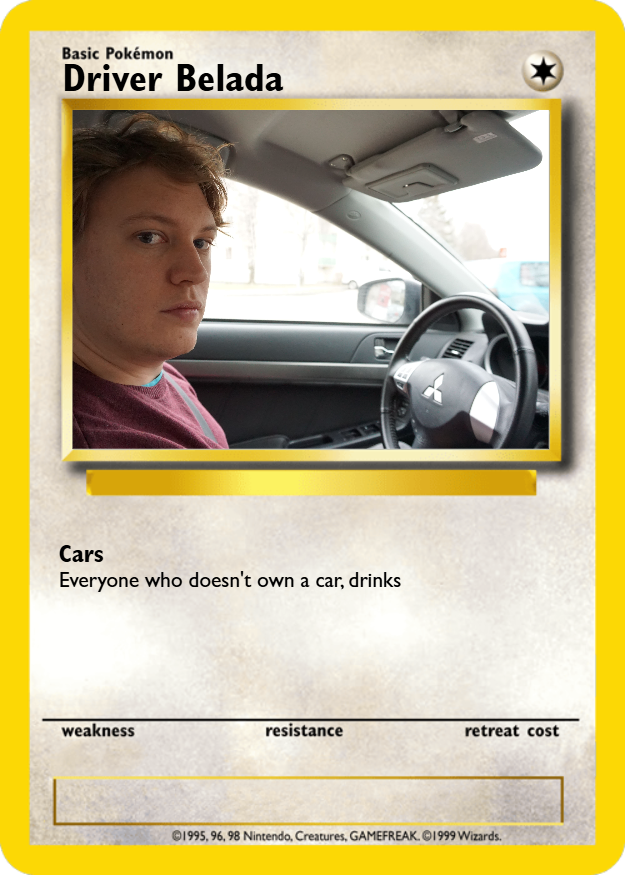 Basic Pokémon
Driver Belada
Cars
Everyone who doesn't own a car, drinks
weakness resistance retreat cost
©1995, 96, 98 Nintendo, Creatures, GAMEFREAK. ©1999 Wizards.